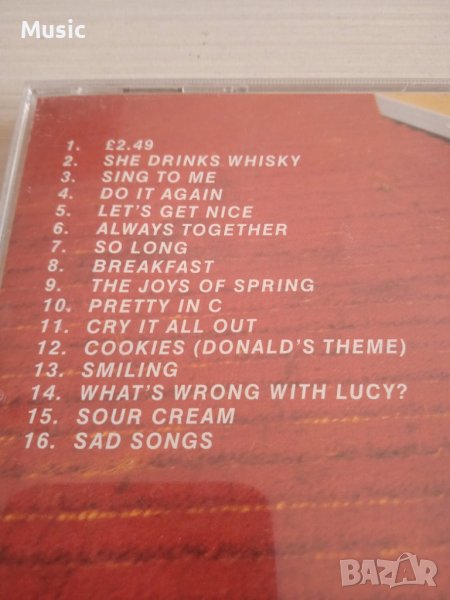 Music
1. £2.49
2. SHE DRINKS WHISKY
3. SING TO ME
4. DO IT AGAIN
5. LET'S GET NICE
6. ALWAYS TOGETHER
7. SO LONG
8. BREAKFAST
9. THE JOYS OF SPRING
10. PRETTY IN C
11. CRY IT ALL OUT
12. COOKIES (DONALD'S THEME)
13. SMILING
14. WHAT'S WRONG WITH LUCY?
15. SOUR CREAM
16. SAD SONGS
BAZAR